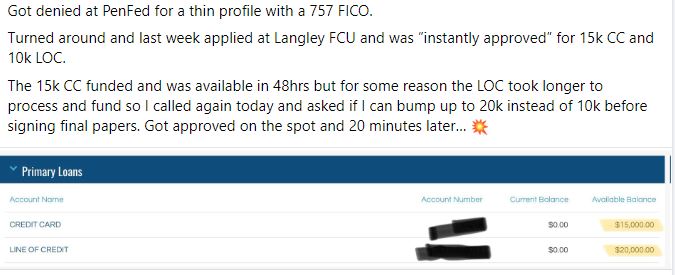 Got denied at PenFed for a thin profile with a 757 FICO.
Turned around and last week applied at Langley FCU and was "instantly approved" for 15k CC and
10k LOC.
The 15k CC funded and was available in 48hrs but for some reason the LOC took longer to
process and fund so I called again today and asked if I can bump up to 20k instead of 10k before
signing final papers. Got approved on the spot and 20 minutes later... 💥
Primary Loans
Account Name Account Number Current Balance Available Balance
CREDIT CARD $0.00 $15,000.00
LINE OF CREDIT $0.00 $20,000.00